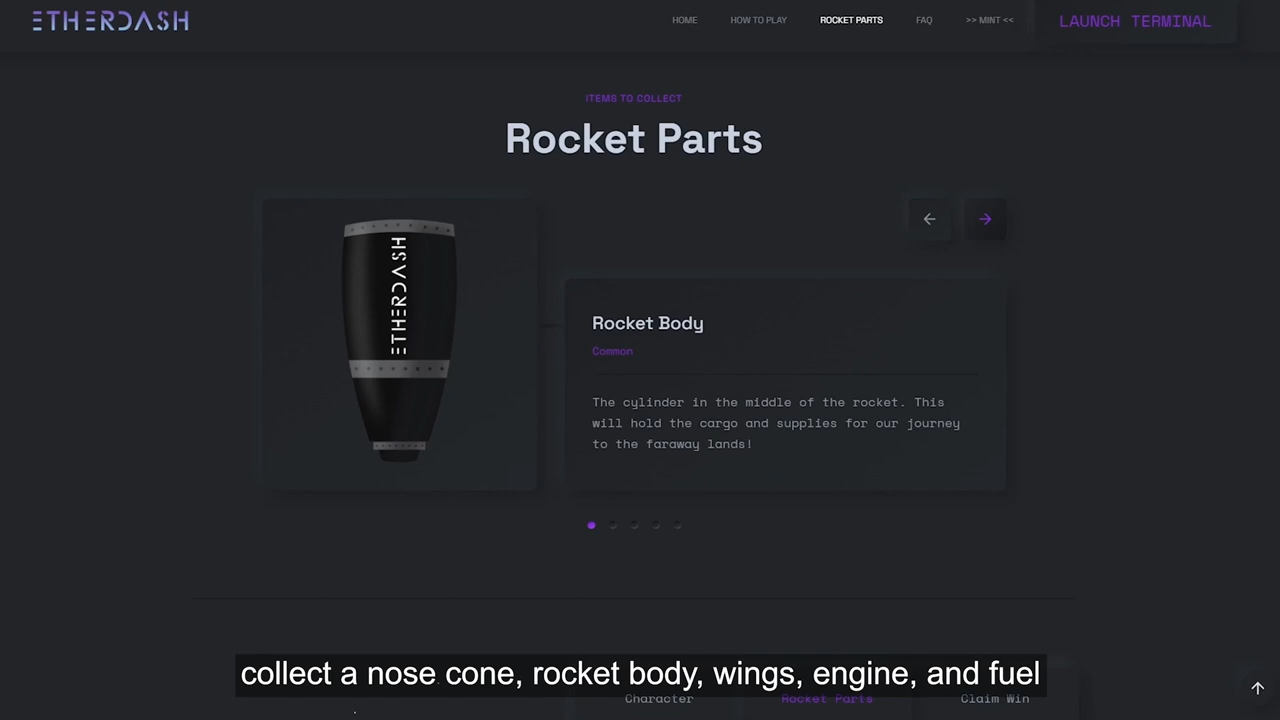 ETHERDASH
HOME
HOW TO PLAY
ROCKET PARTS
FAQ
>> MINT <<
LAUNCH TERMINAL
ITEMS TO COLLECT
Rocket Parts
ETHERDASH
Rocket Body
Common
The cylinder in the middle of the rocket. This
will hold the cargo and supplies for our journey
to the faraway lands!
collect a nose cone, rocket body, wings, engine, and fuel
Character
Rocket Parts
Claim Win